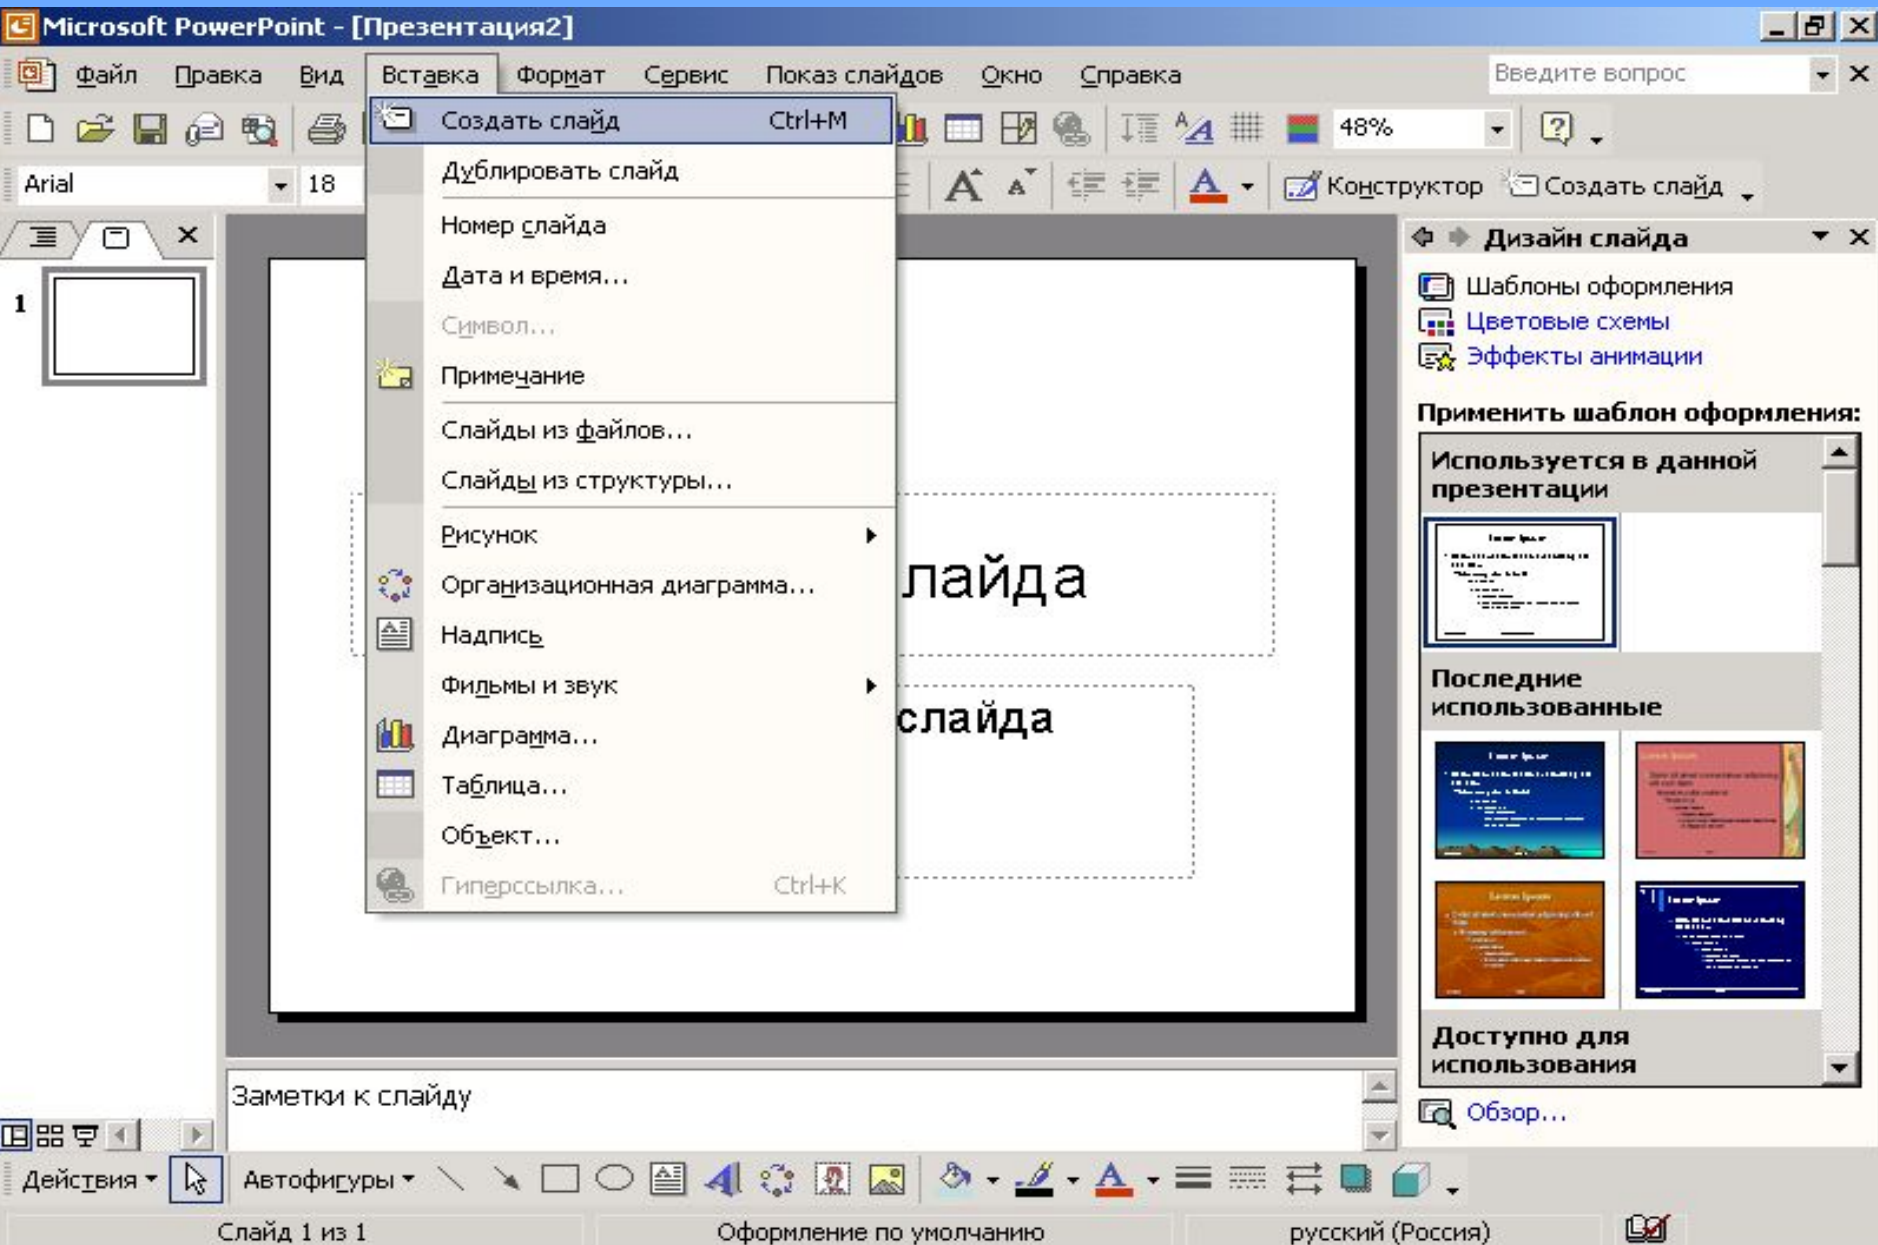 Microsoft PowerPoint - [Презентация2]
Файл Правка Вид Вставка Формат Сервис Показ слайдов Окно Справка Введите вопрос
48%
Arial 18 Конструктор Создать слайд
Создать слайд Ctrl+M
Дублировать слайд
Номер слайда
Дата и время...
Символ...
Примечание
Слайды из файлов...
Слайды из структуры...
Рисунок
Организационная диаграмма...
Надпись
Фильмы и звук
Диаграмма...
Таблица...
Объект...
Гиперссылка... Ctrl+K
1
лайда
слайда
Дизайн слайда
Шаблоны оформления
Цветовые схемы
Эффекты анимации
Применить шаблон оформления:
Используется в данной
презентации
Последние
использованные
Доступно для
использования
Обзор...
Заметки к слайду
Действия Автофигуры
Слайд 1 из 1 Оформление по умолчанию русский (Россия)